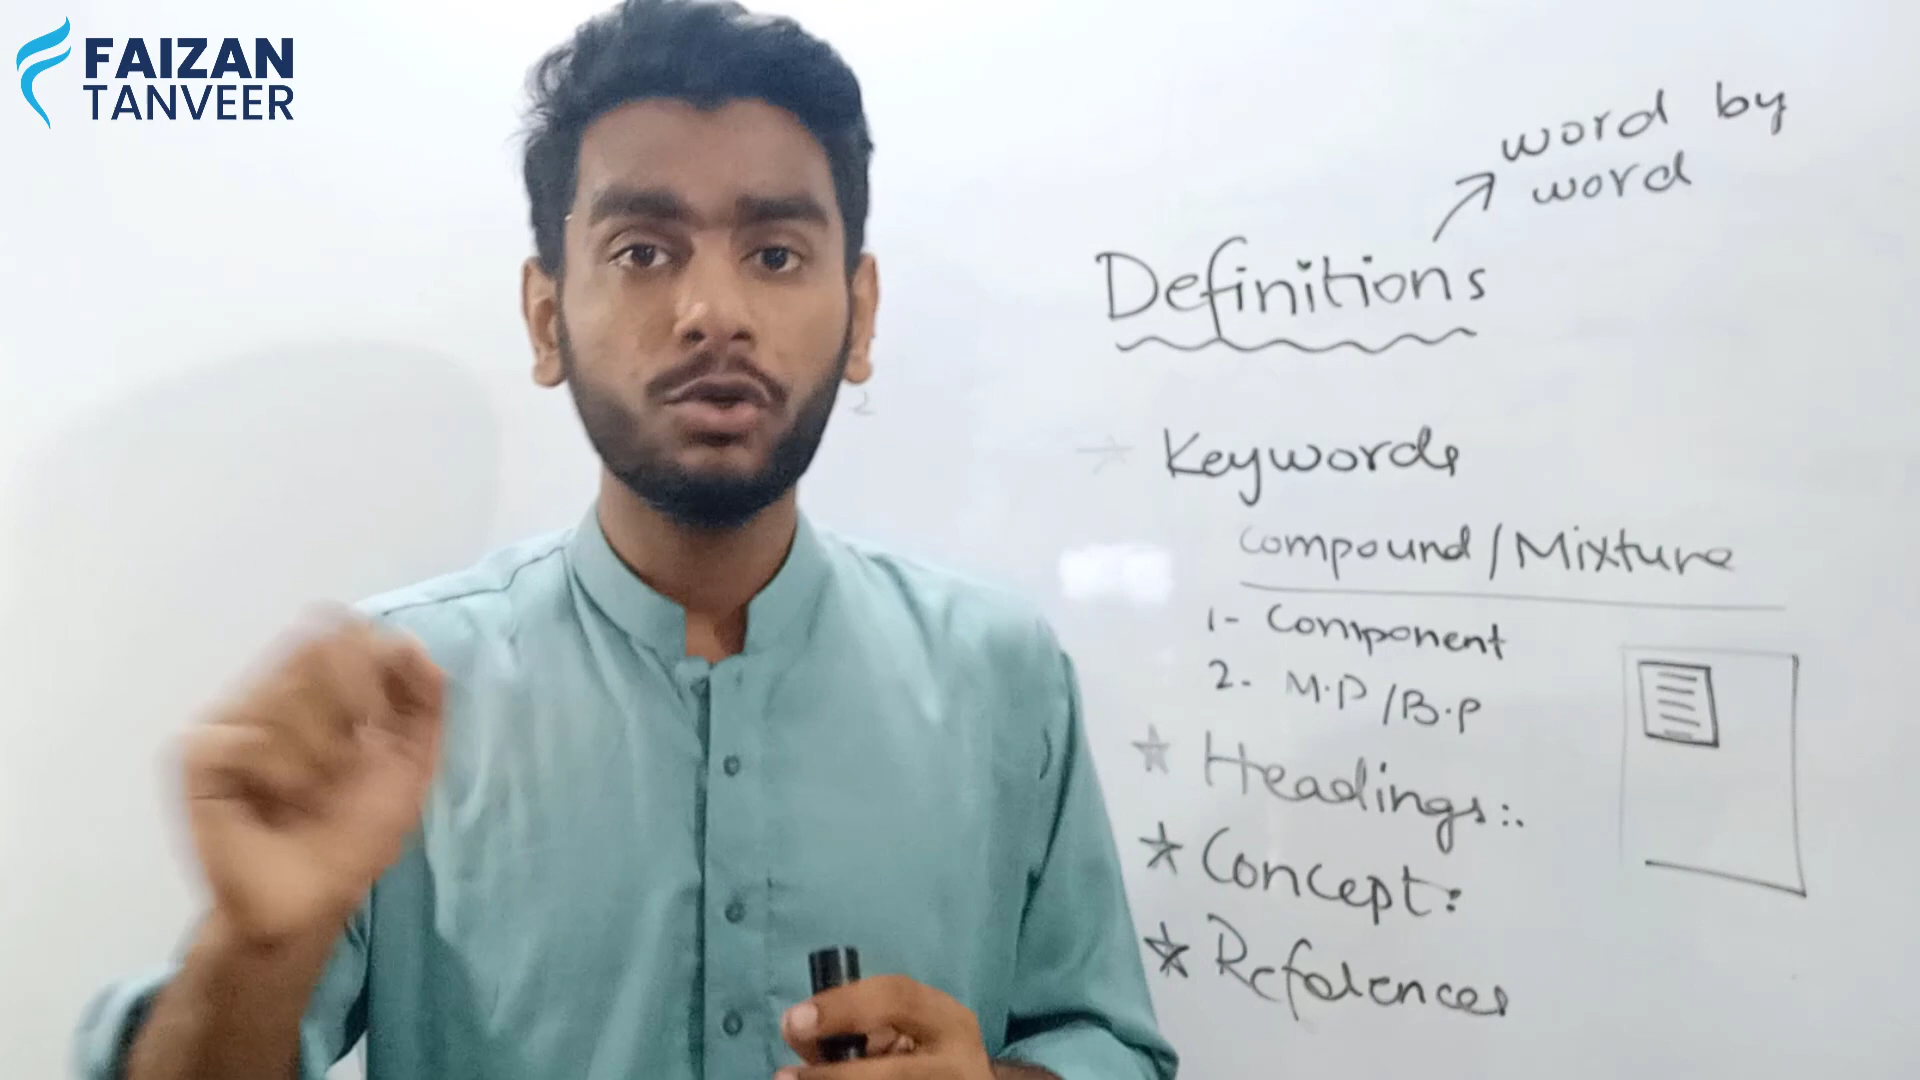 FAIZAN
TANVEER
word by
word
Definitions
Keywords
Compound / Mixture
1- Component
2- M.P / B.P
Headings:.
Concept:
References